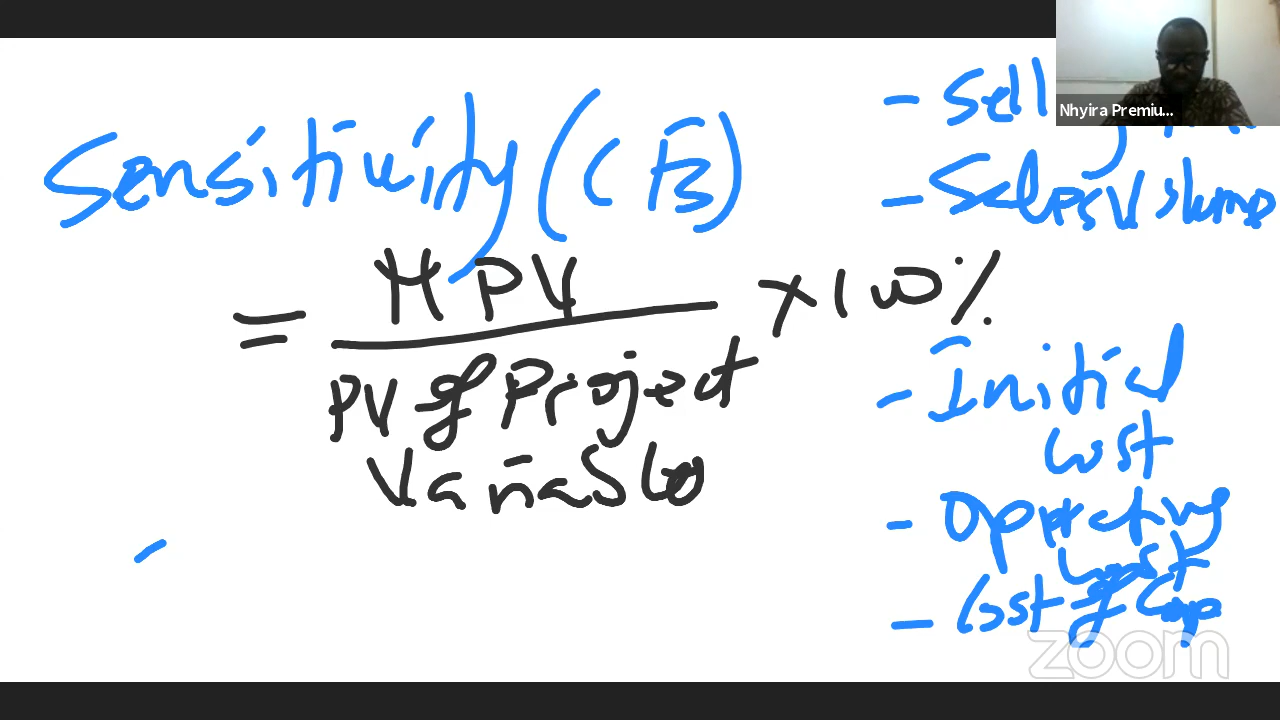 Sensitivity (CFs)
= NPV × 100%
PV of Project
Variable
- Sell
- Sales Volume
- Initial
Cost
- Operating
Cost
- Cost of Cap
Nhyira Premiu...
zoom